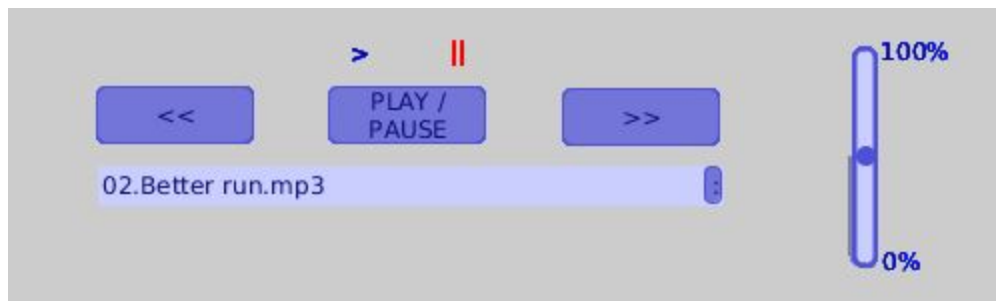 > ||
100%
<<
PLAY /
PAUSE
>>
02.Better run.mp3
:
0%